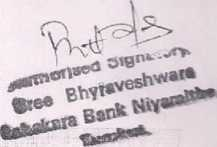 Authorised Signatory
Sree Bhyraveshwara
Sahakara Bank Niyamitha